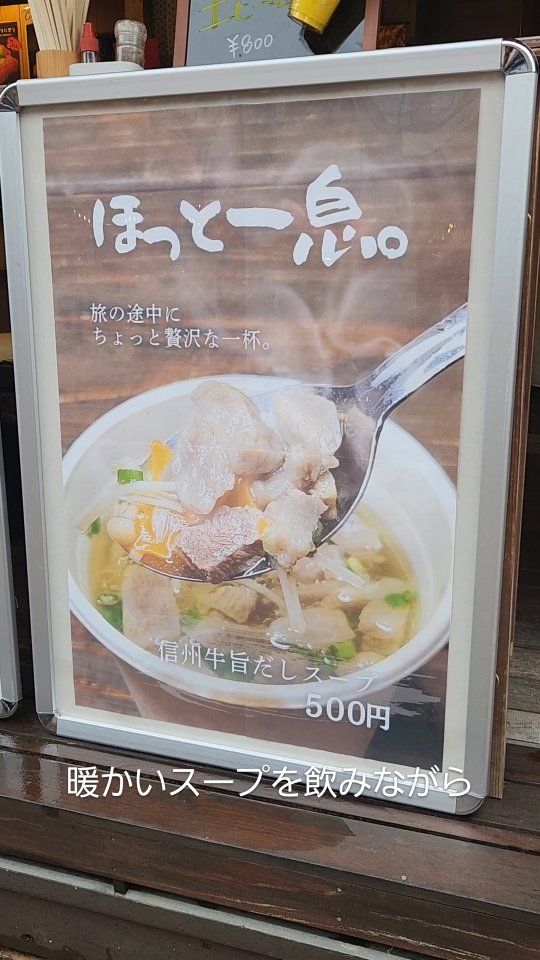 ¥800
ほっと一息。
旅の途中に
ちょっと贅沢な一杯。
信州牛旨だしスープ
500円
暖かいスープを飲みながら